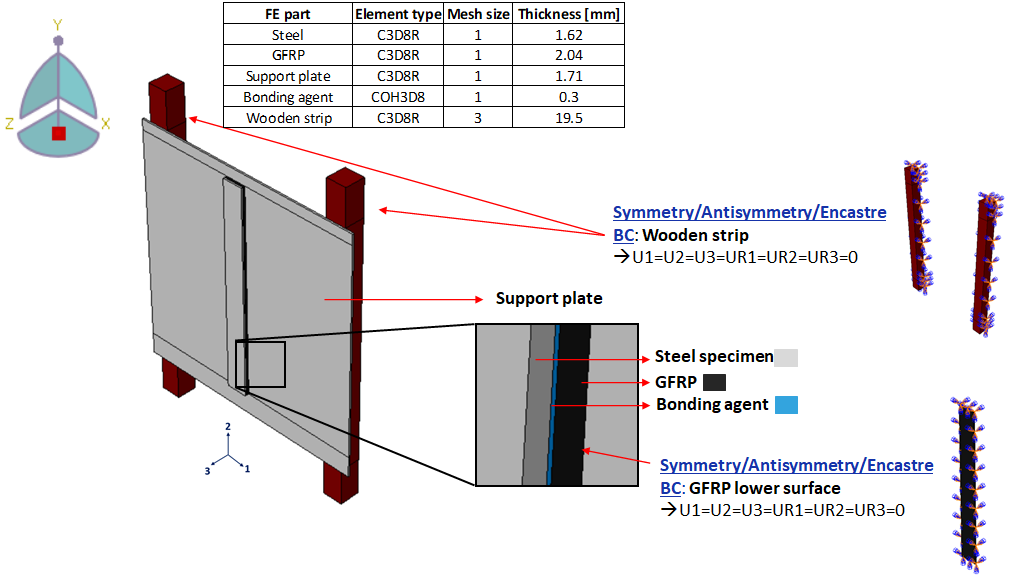 FE part Element type Mesh size Thickness [mm]
Steel C3D8R 1 1.62
GFRP C3D8R 1 2.04
Support plate C3D8R 1 1.71
Bonding agent COH3D8 1 0.3
Wooden strip C3D8R 3 19.5
Y
Z
X
Symmetry/Antisymmetry/Encastre
BC: Wooden strip
→U1=U2=U3=UR1=UR2=UR3=0
Support plate
Steel specimen
GFRP
Bonding agent
2
3
1
Symmetry/Antisymmetry/Encastre
BC: GFRP lower surface
→U1=U2=U3=UR1=UR2=UR3=0